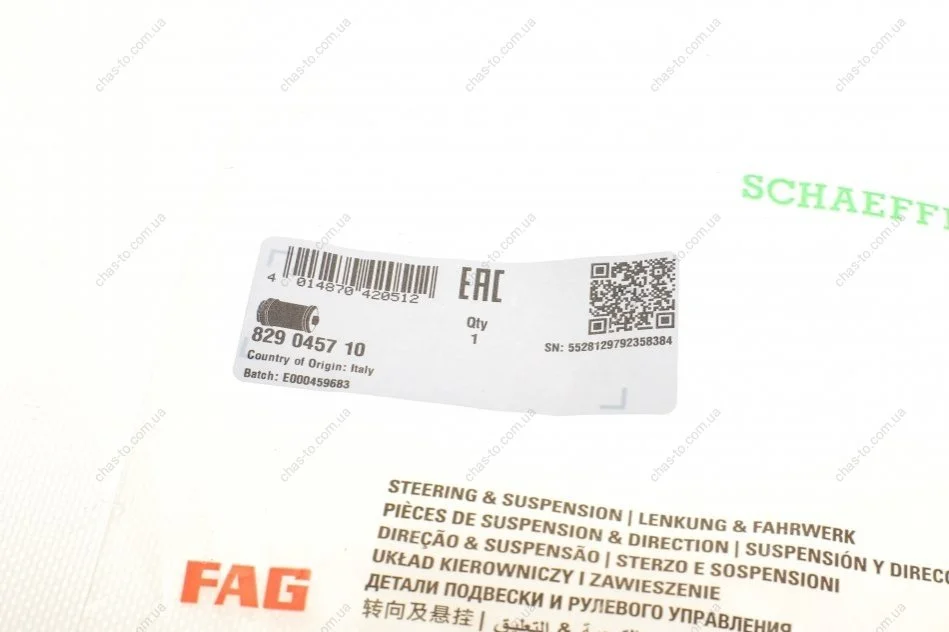 SCHAEFF
4 014870 420512
EAC
829 0457 10
Qty
1
Country of Origin: Italy
Batch: E000459683
SN: 5528129792358384
STEERING & SUSPENSION | LENKUNG & FAHRWERK
PIÈCES DE SUSPENSION & DIRECTION | SUSPENSIÓN Y DIREC
DIREÇÃO & SUSPENSÃO | STERZO E SOSPENSIONI
UKŁAD KIEROWNICZY I ZAWIESZENIE
ДЕТАЛИ ПОДВЕСКИ И РУЛЕВОГО УПРАВЛЕНИЯ
转向及悬挂 |
FAG
chas-to.com.ua